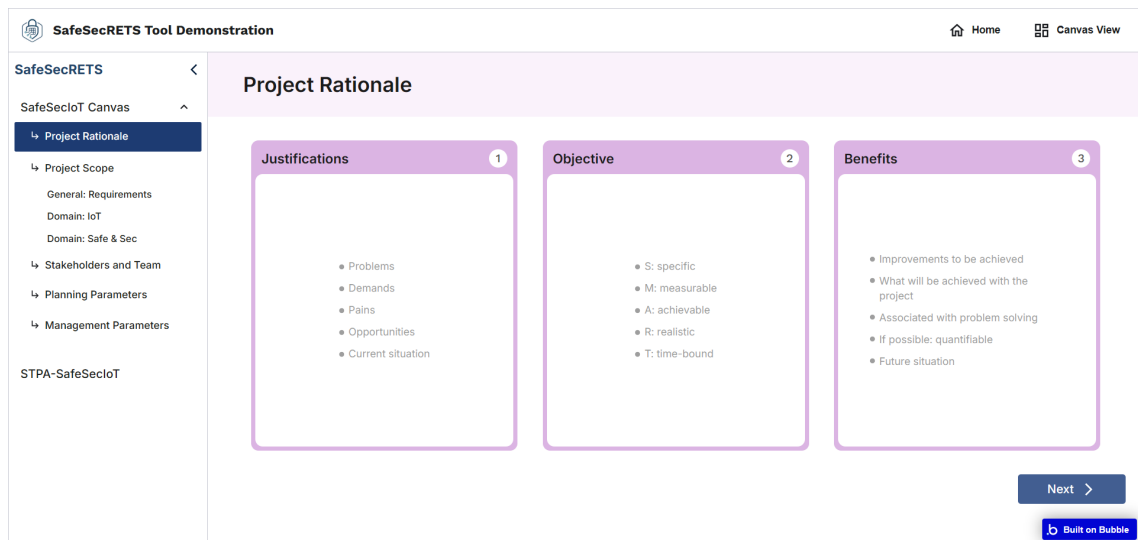 SafeSecRETS Tool Demonstration
Home
Canvas View
SafeSecRETS
SafeSecIoT Canvas
Project Rationale
Project Scope
General: Requirements
Domain: IoT
Domain: Safe & Sec
Stakeholders and Team
Planning Parameters
Management Parameters
STPA-SafeSecIoT
Project Rationale
Justifications
1
Problems
Demands
Pains
Opportunities
Current situation
Objective
2
S: specific
M: measurable
A: achievable
R: realistic
T: time-bound
Benefits
3
Improvements to be achieved
What will be achieved with the
project
Associated with problem solving
If possible: quantifiable
Future situation
Next
.b Built on Bubble